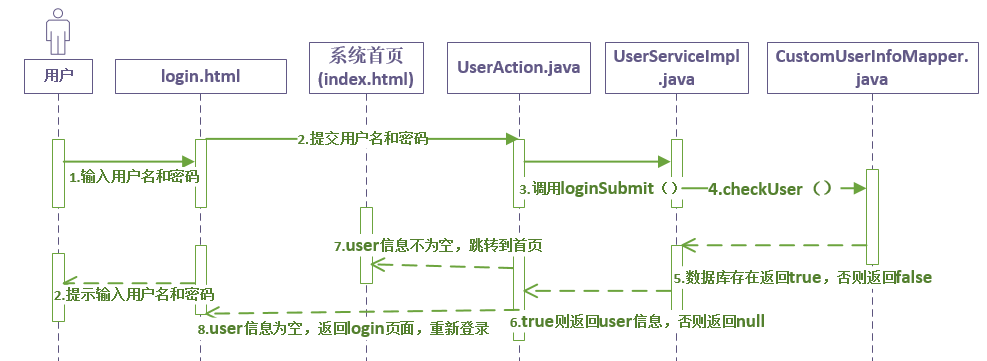 用户
login.html
系统首页
(index.html)
UserAction.java
UserServiceImpl
.java
CustomUserInfoMapper.
java
2.提交用户名和密码
1.输入用户名和密码
3.调用loginSubmit（）
4.checkUser（）
7.user信息不为空，跳转到首页
5.数据库存在返回true，否则返回false
2.提示输入用户名和密码
6.true则返回user信息，否则返回null
8.user信息为空，返回login页面，重新登录